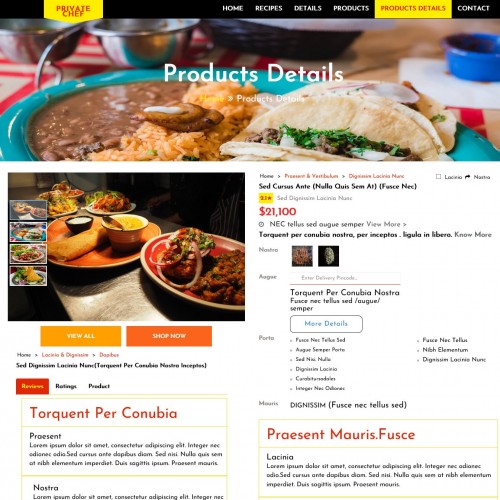 PRIVATE
CHEF
HOME RECIPES DETAILS PRODUCTS PRODUCTS DETAILS CONTACT
Products Details
Home » Products Details
Home > Praesent & Vestibulum > Dignissim Lacinia Nunc
Lacinia Nostra
Sed Cursus Ante (Nulla Quis Sem At) (Fusce Nec)
Sed Dignissim Lacinia Nunc
$21,100
NEC tellus sed augue semper View More >
Torquent per conubia nostra, per inceptos . ligula in libero. Know More
Nostra
Augue
Enter Delivery Pincode..
Torquent Per Conubia Nostra
Fusce nec tellus sed /augue/
semper
More Details
Porta
Fusce Nec Tellus Sed
Augue Semper Porta
Sed Nisi. Nulla
Dignissim Lacinia
Curabiturodales
Integer Nec Odionec
Fusce Nec Tellus
Nibh Elementum
Dignissim Lacinia Nunc
Mauris DIGNISSIM (Fusce nec tellus sed)
Praesent Mauris.Fusce
Lacinia
Lorem ipsum dolor sit amet, consectetur adipiscing elit. Integer
nec odionec odio.Sed cursus ante dapibus diam. Sed nisi. Nulla
quis sem at nibh elementum imperdiet. Duis sagittis ipsum.
Praesent mauris.
VIEW ALL
SHOP NOW
Home > Lacinia & Dignissim > Dapibus
Sed Dignissim Lacinia Nunc(Torquent Per Conubia Nostra Inceptos)
Reviews Ratings Product
Torquent Per Conubia
Praesent
Lorem ipsum dolor sit amet, consectetur adipiscing elit. Integer nec
odionec odio.Sed cursus ante dapibus diam. Sed nisi. Nulla quis sem at
nibh elementum imperdiet. Duis sagittis ipsum. Praesent mauris.
Nostra
Lorem ipsum dolor sit amet, consectetur adipiscing elit. Integer